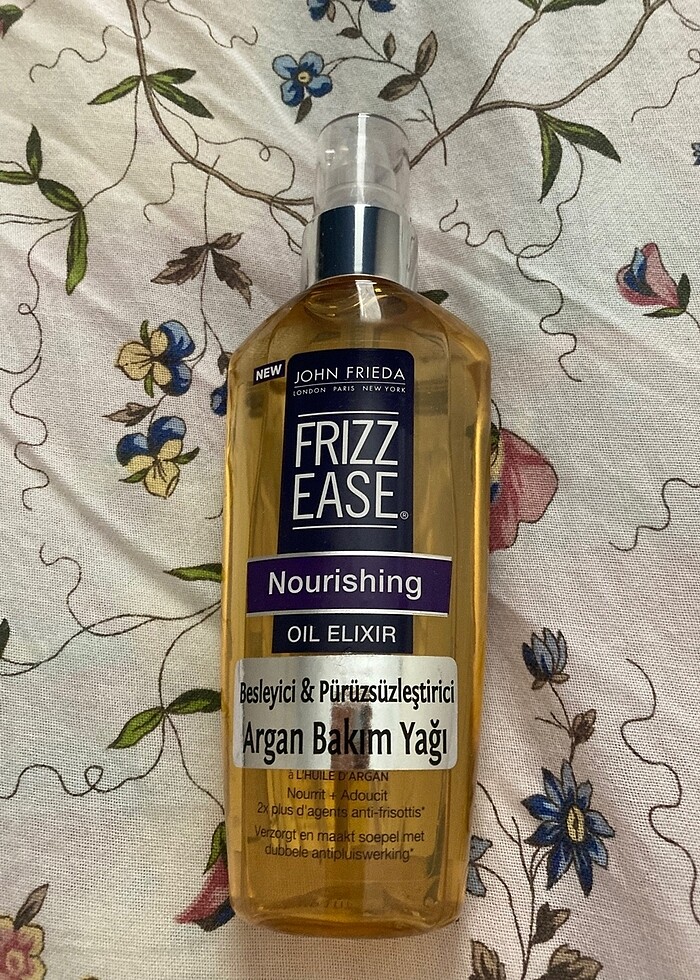 NEW
JOHN FRIEDA
LONDON PARIS NEW YORK
FRIZZ
EASE®
Nourishing
OIL ELIXIR
Besleyici & Pürüzsüzleştirici
Argan Bakım Yağı
à L'HUILE D'ARGAN
Nourrit + Adoucit
2x plus d'agents anti-frisottis*
Verzorgt en maakt soepel met
dubbele antipluiswerking*